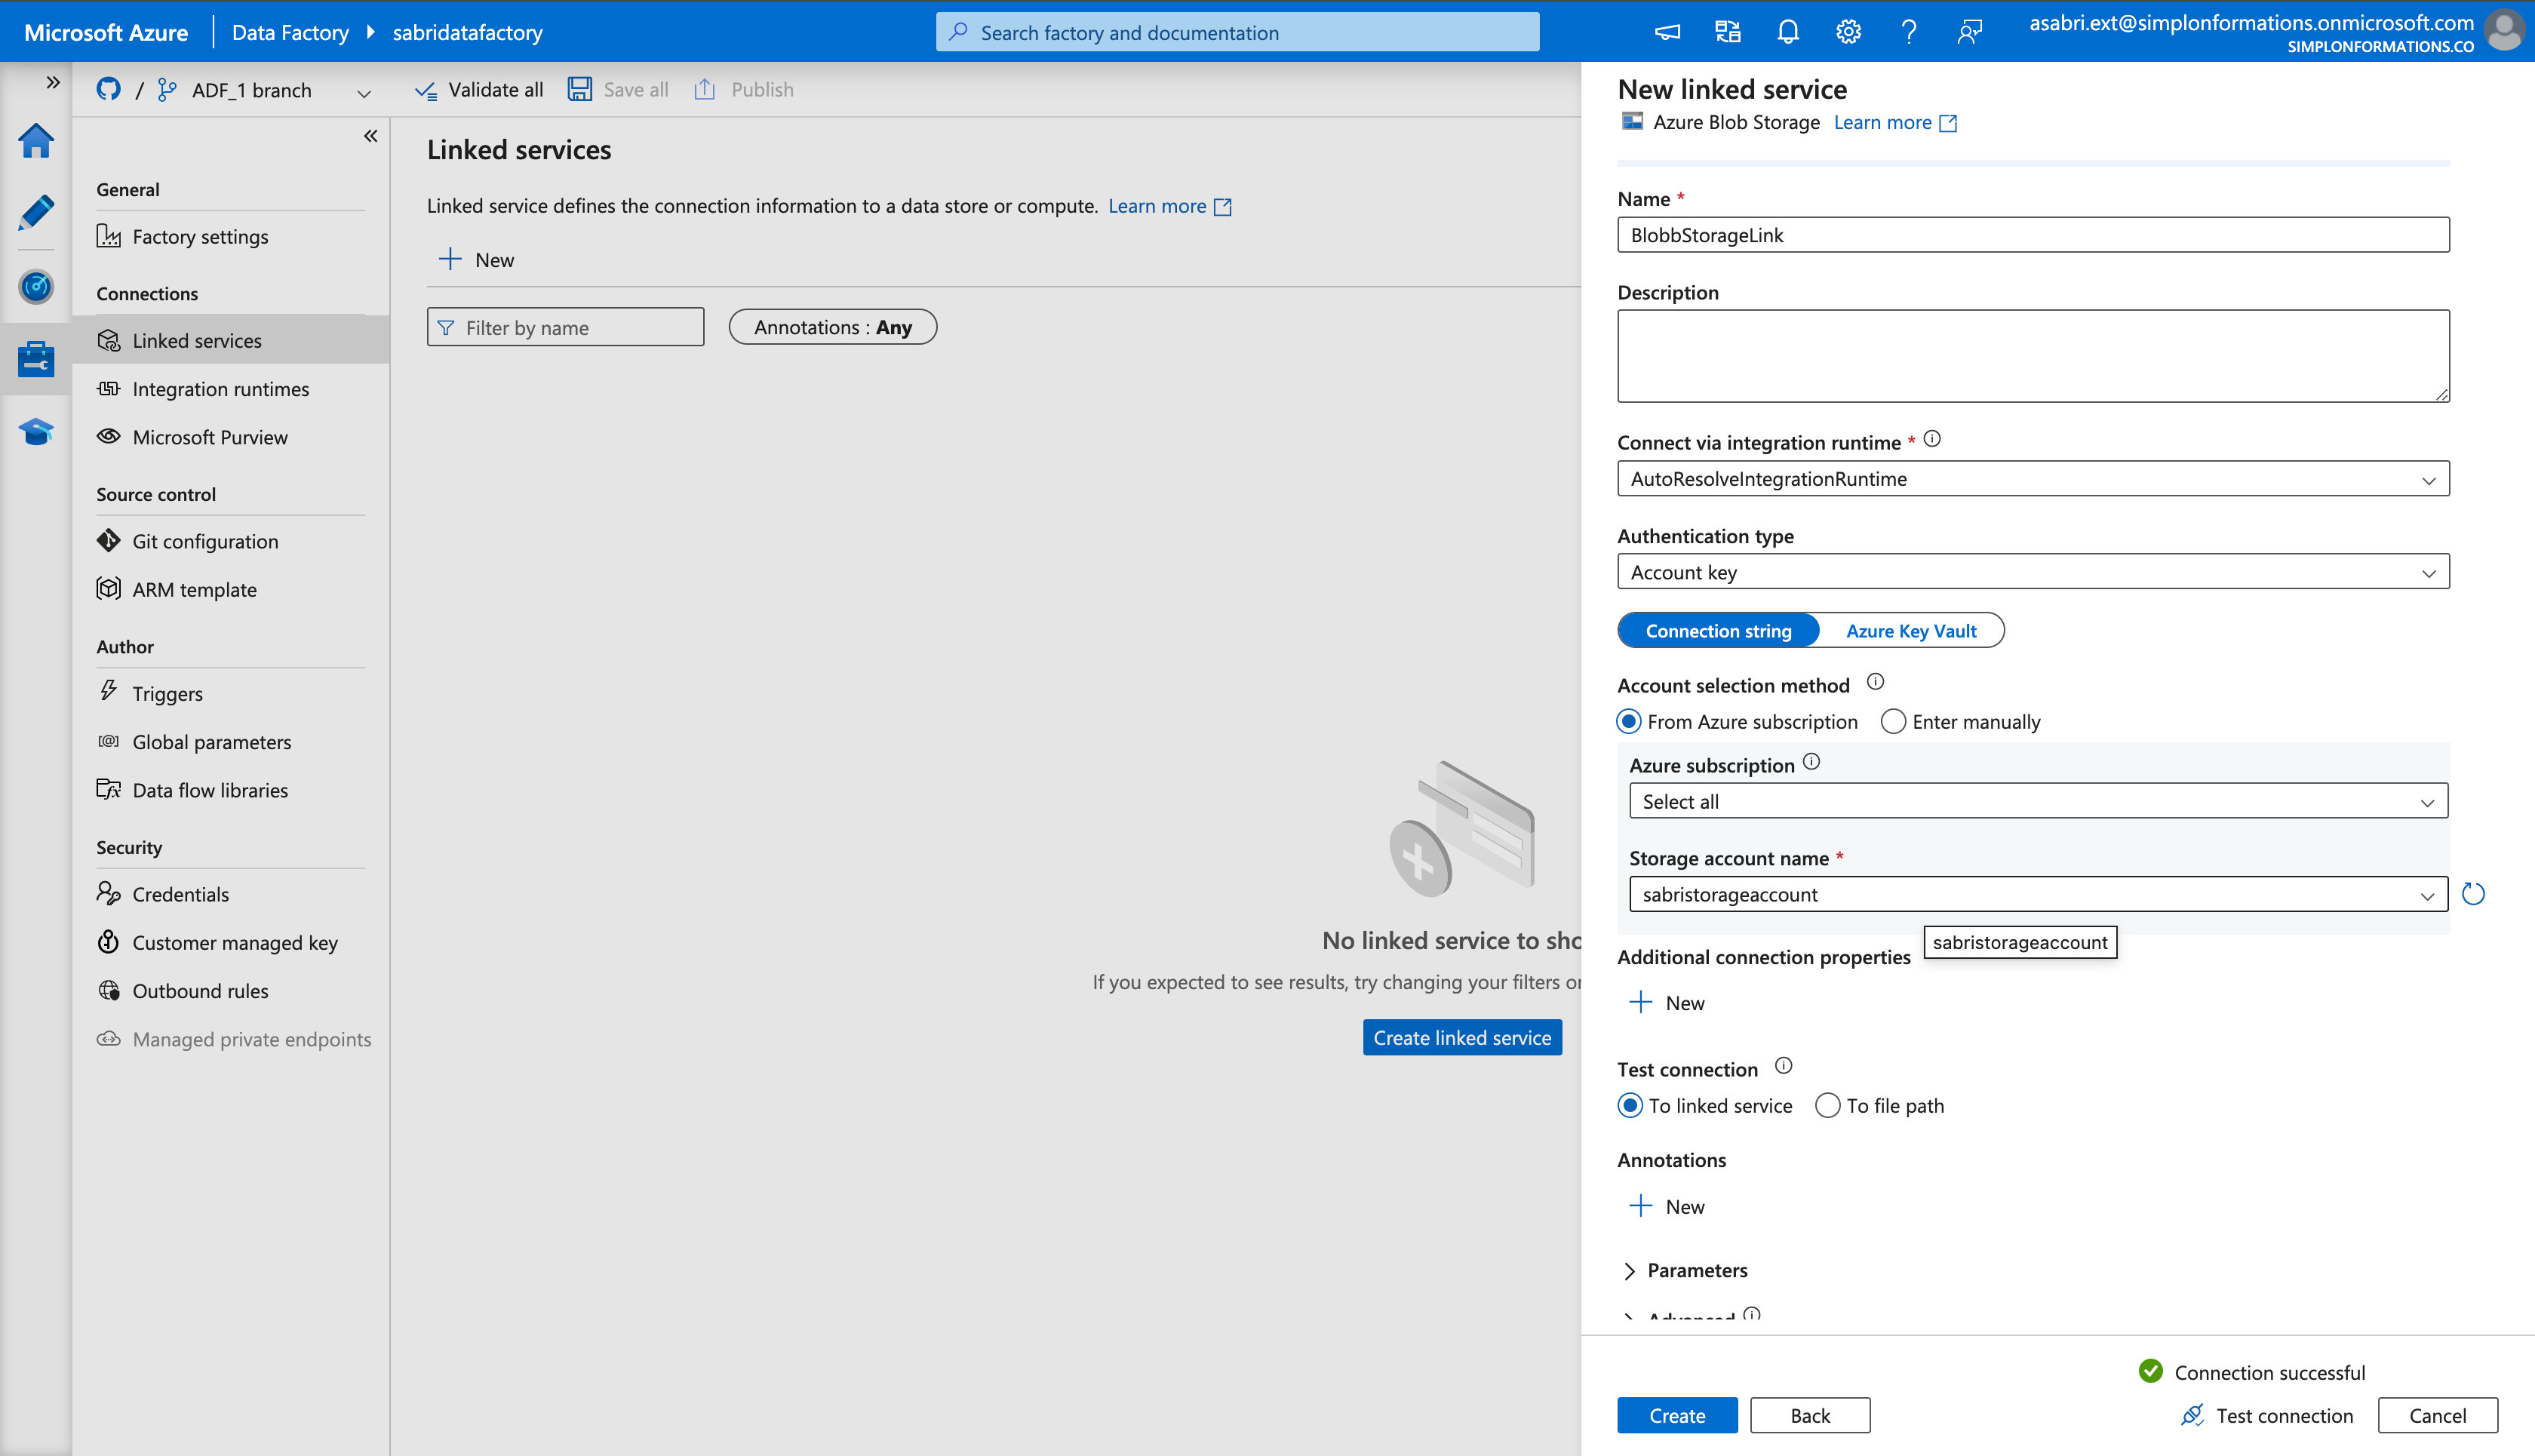 Microsoft Azure
Data Factory
sabridatafactory
Search factory and documentation
asabri.ext@simplonformations.onmicrosoft.com
SIMPLONFORMATIONS.CO
/
ADF_1 branch
Validate all
Save all
Publish
General
Factory settings
Connections
Linked services
Integration runtimes
Microsoft Purview
Source control
Git configuration
ARM template
Author
Triggers
Global parameters
Data flow libraries
Security
Credentials
Customer managed key
Outbound rules
Managed private endpoints
Linked services
Linked service defines the connection information to a data store or compute. Learn more
New
Filter by name
Annotations : Any
No linked service to sho
If you expected to see results, try changing your filters or
Create linked service
New linked service
Azure Blob Storage Learn more
Name *
BlobbStorageLink
Description
Connect via integration runtime *
AutoResolveIntegrationRuntime
Authentication type
Account key
Connection string
Azure Key Vault
Account selection method
From Azure subscription
Enter manually
Azure subscription
Select all
Storage account name *
sabristorageaccount
sabristorageaccount
Additional connection properties
New
Test connection
To linked service
To file path
Annotations
New
Parameters
Advanced
Connection successful
Create
Back
Test connection
Cancel